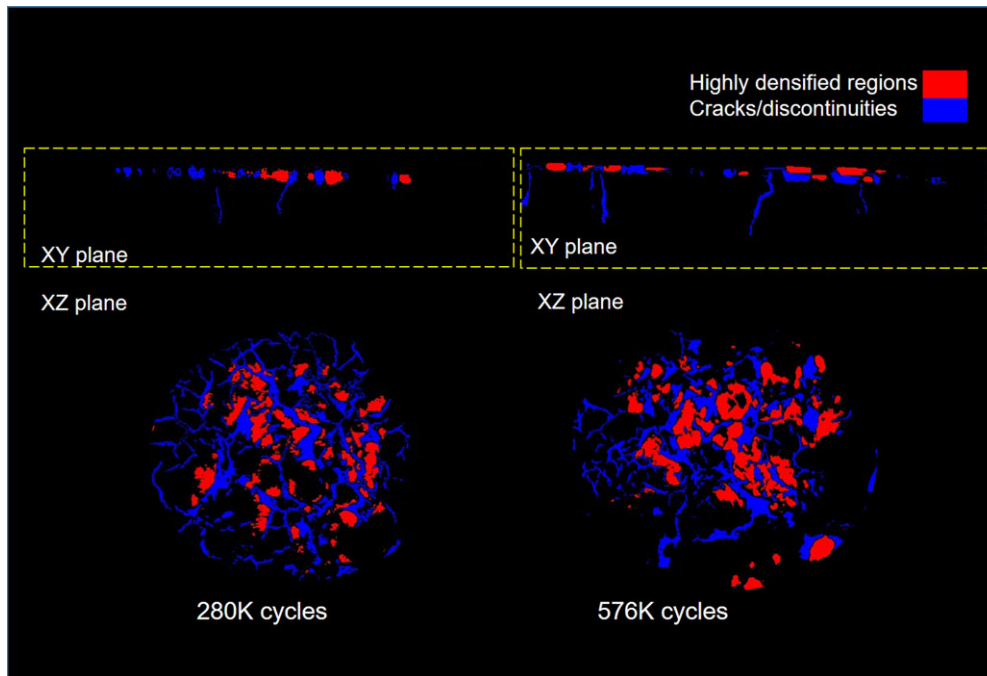 Highly densified regions
Cracks/discontinuities
XY plane
XY plane
XZ plane
XZ plane
280K cycles
576K cycles